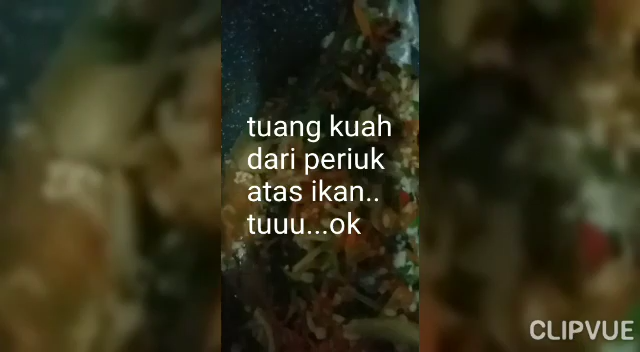 tuang kuah
dari periuk
atas ikan..
tuuu...ok
CLIPVUE